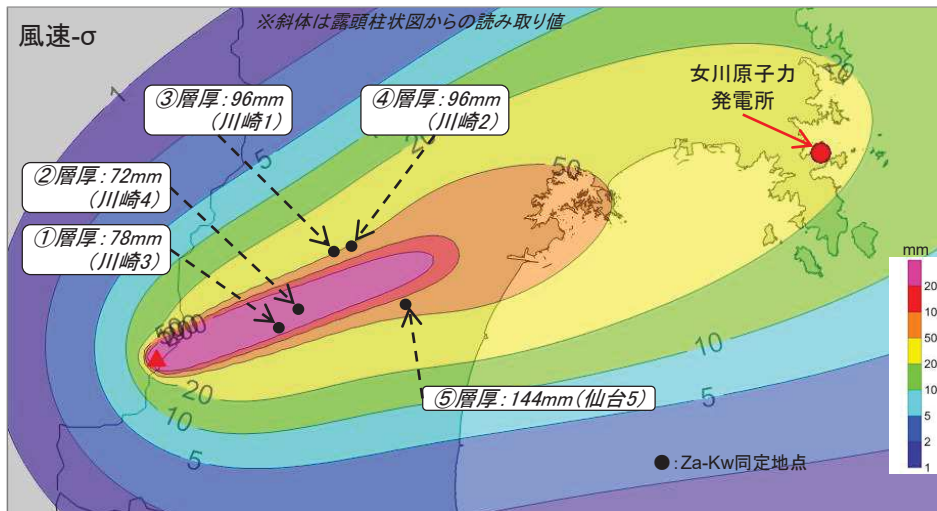 ※斜体は露頭柱状図からの読み取り値
風速-σ
女川原子力
発電所
③層厚：96mm
（川崎1）
④層厚：96mm
（川崎2）
②層厚：72mm
（川崎4）
①層厚：78mm
（川崎3）
⑤層厚：144mm（仙台5）
●：Za-Kw同定地点
1
5
20
50
20
20
10
5
10
5
mm
20
10
50
20
10
5
2
1